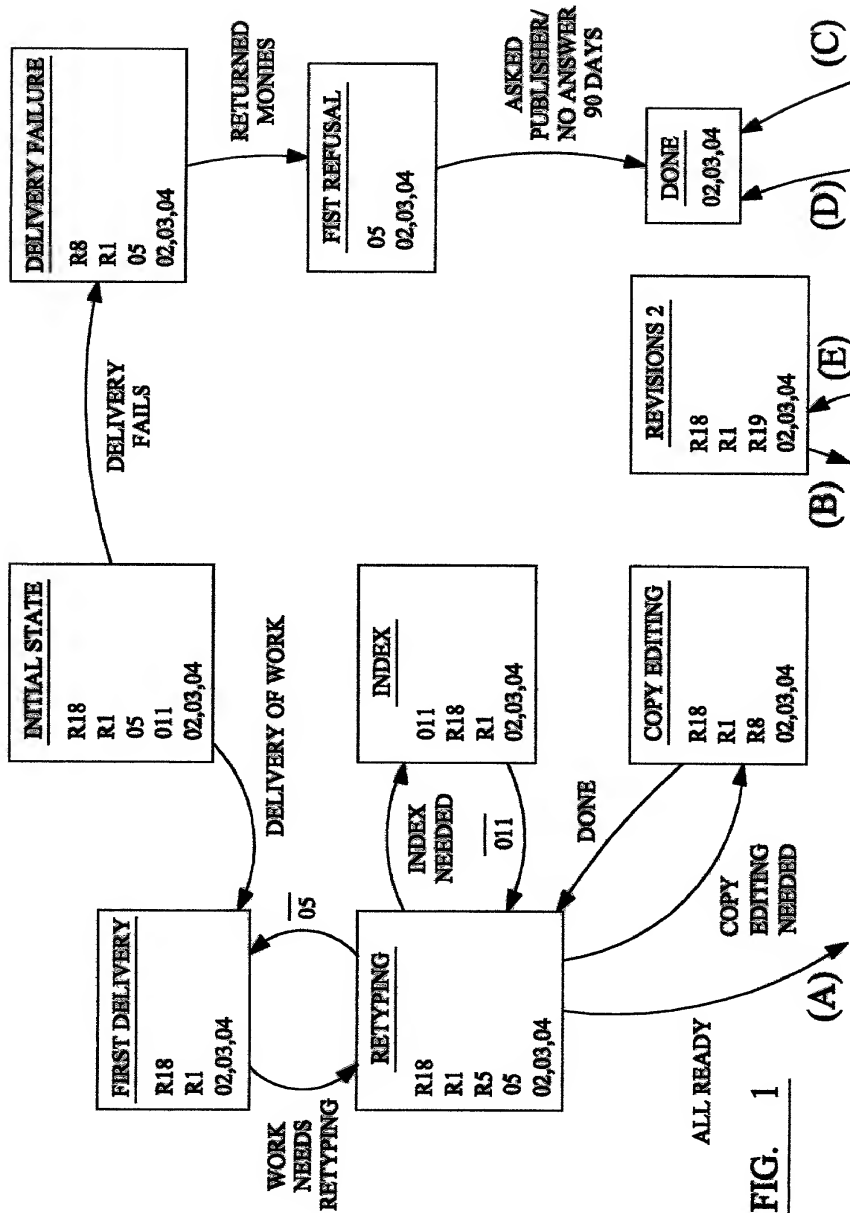 DELIVERY FAILURE
R8
R1
05
02,03,04
RETURNED
MONIES
FIST REFUSAL
05
02,03,04
ASKED
PUBLISHER/
NO ANSWER
90 DAYS
DONE
02,03,04
(C)
(D)
DELIVERY
FAILS
REVISIONS 2
R18
R1
R19
02,03,04
(E)
(B)
INITIAL STATE
R18
R1
05
011
02,03,04
DELIVERY OF WORK
INDEX
011
R18
R1
02,03,04
INDEX
NEEDED
011
COPY EDITING
R18
R1
R8
02,03,04
DONE
COPY
EDITING
NEEDED
FIRST DELIVERY
R18
R1
02,03,04
05
WORK
NEEDS
RETYPING
RETYPING
R18
R1
R5
05
02,03,04
ALL READY
(A)
FIG. 1